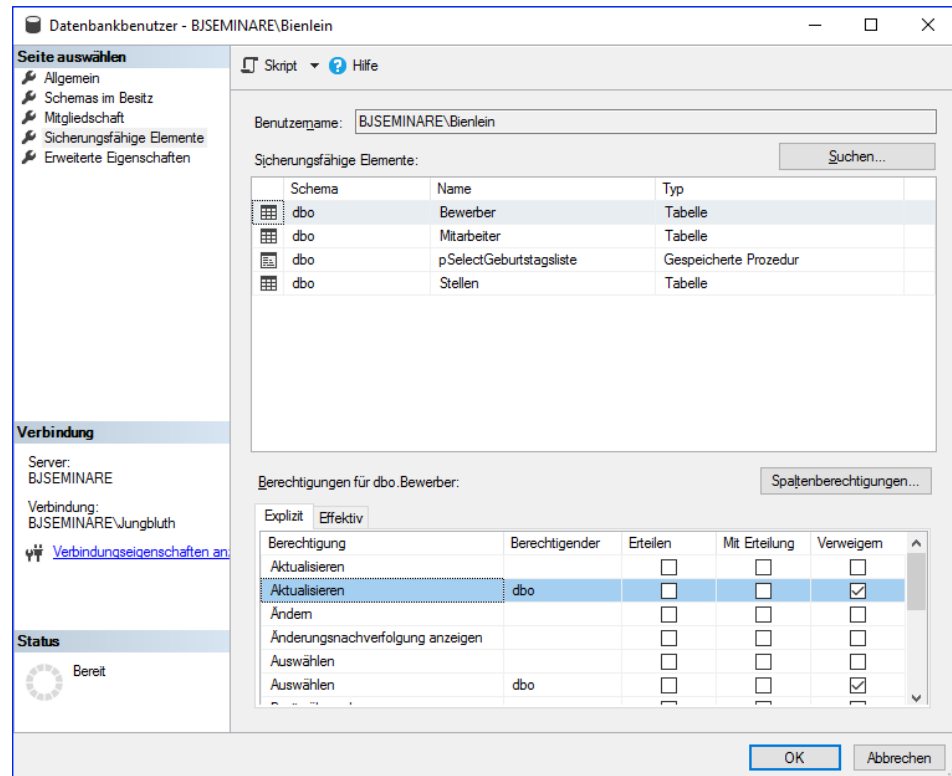 Datenbankbenutzer - BJSEMINARE\Bienlein
Seite auswählen
Allgemein
Schemas im Besitz
Mitgliedschaft
Sicherungsfähige Elemente
Erweiterte Eigenschaften
Skript
Hilfe
Benutzername: BJSEMINARE\Bienlein
Sicherungsfähige Elemente:
Suchen...
Schema Name Typ
dbo Bewerber Tabelle
dbo Mitarbeiter Tabelle
dbo pSelectGeburtstagsliste Gespeicherte Prozedur
dbo Stellen Tabelle
Verbindung
Server:
BJSEMINARE
Verbindung:
BJSEMINARE\Jungbluth
Verbindungseigenschaften an
Status
Bereit
Berechtigungen für dbo.Bewerber:
Spaltenberechtigungen...
Explizit Effektiv
Berechtigung Berechtigender Erteilen Mit Erteilung Verweigern
Aktualisieren
Aktualisieren dbo
Ändern
Änderungsnachverfolgung anzeigen
Auswählen
Auswählen dbo
OK Abbrechen